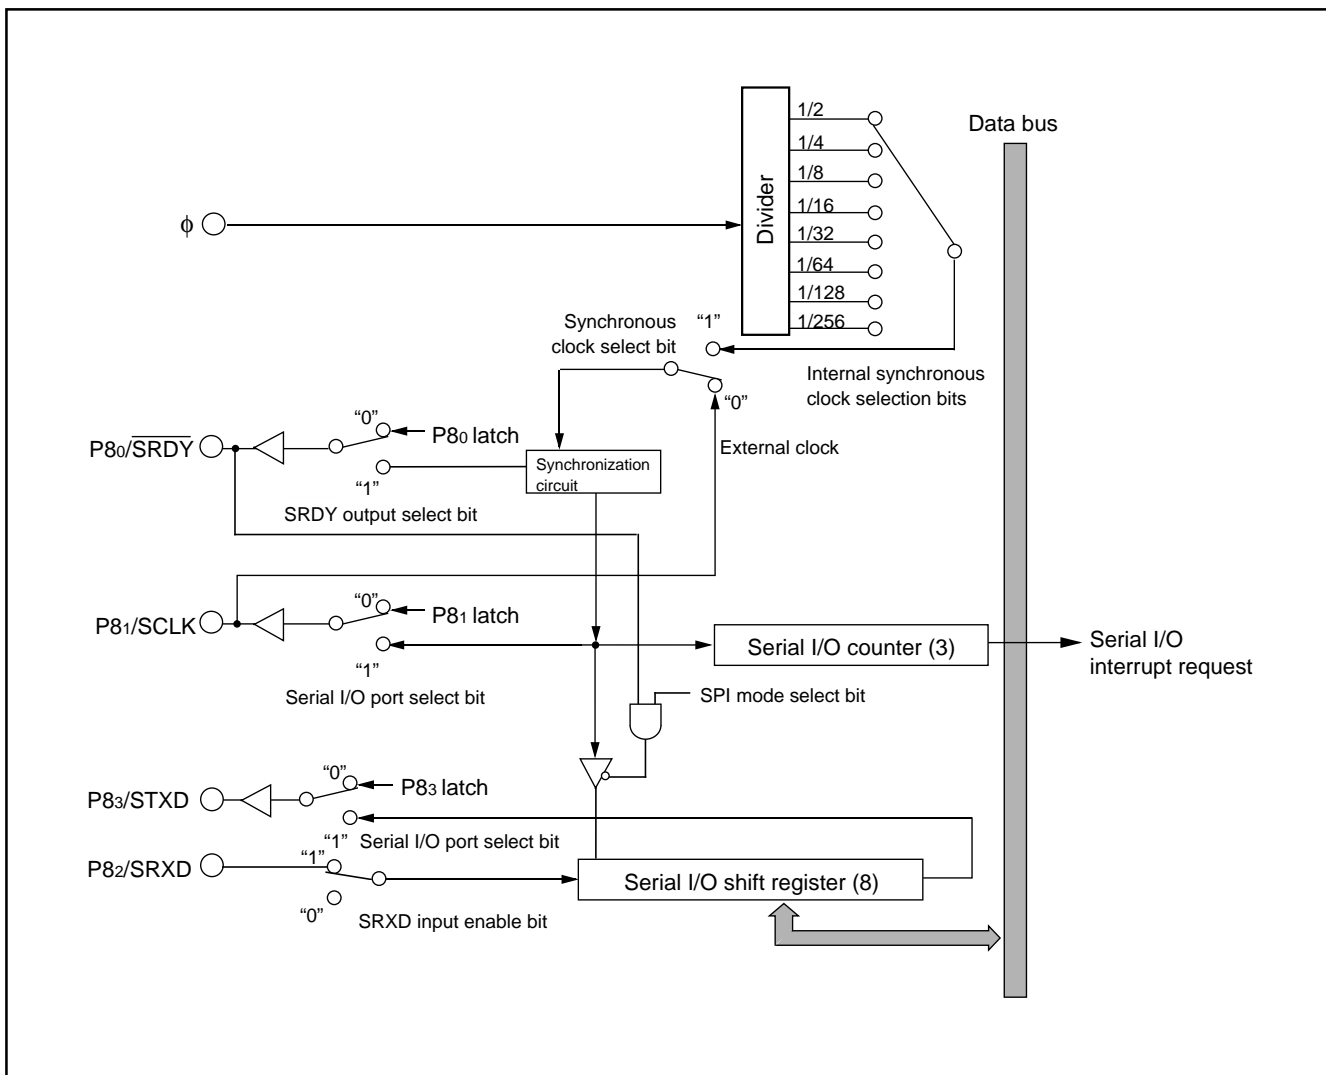 1/2
Data bus
1/4
1/8
Divider
1/16
ϕ
1/32
1/64
1/128
1/256
Synchronous
clock select bit
“1”
Internal synchronous
clock selection bits
“0”
“0”
P80 latch
P80/SRDY
External clock
Synchronization
circuit
“1”
SRDY output select bit
“0”
P81 latch
P81/SCLK
Serial I/O counter (3)
Serial I/O
interrupt request
“1”
Serial I/O port select bit
SPI mode select bit
“0”
P83 latch
P83/STXD
“1” Serial I/O port select bit
P82/SRXD
“1”
Serial I/O shift register (8)
“0”
SRXD input enable bit